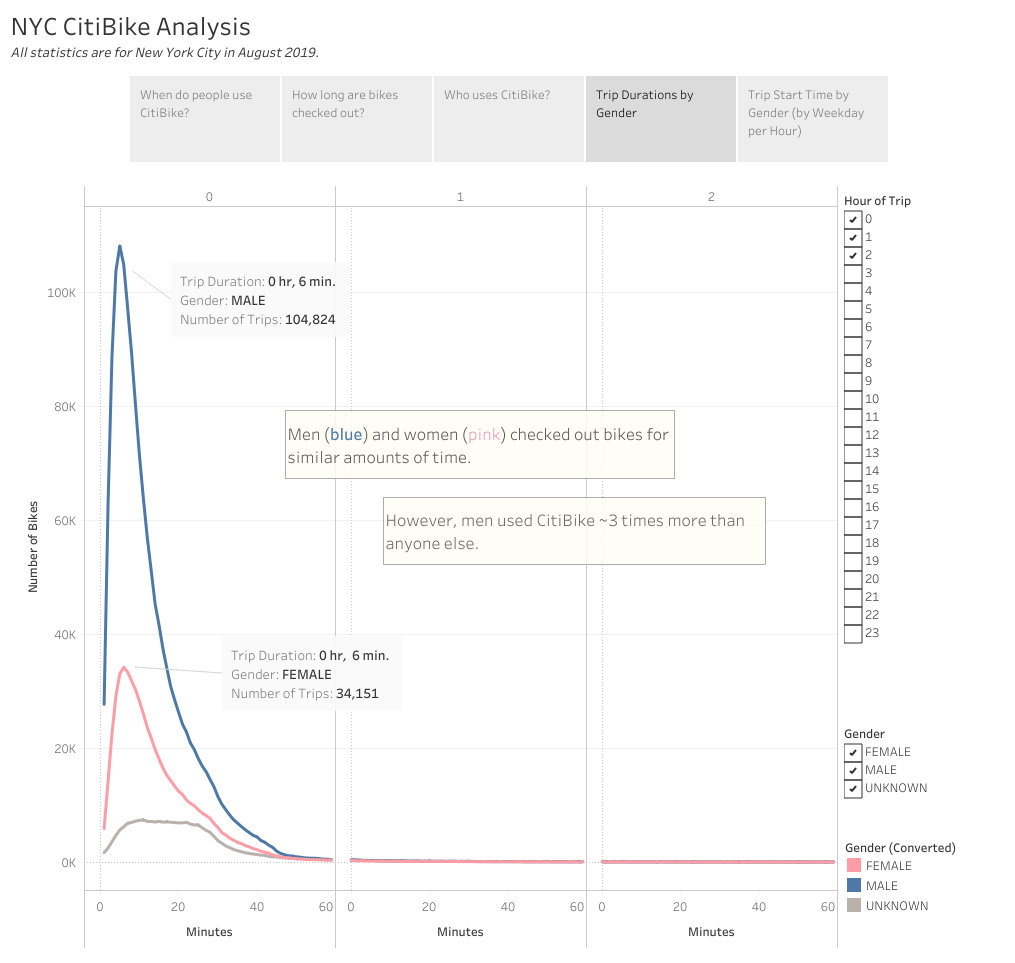 NYC CitiBike Analysis
All statistics are for New York City in August 2019.
When do people use
CitiBike?
How long are bikes
checked out?
Who uses CitiBike?
Trip Durations by
Gender
Trip Start Time by
Gender (by Weekday
per Hour)
0
1
2
Number of Bikes
100K
80K
60K
40K
20K
0K
Trip Duration: 0 hr, 6 min.
Gender: MALE
Number of Trips: 104,824
Men (blue) and women (pink) checked out bikes for
similar amounts of time.
However, men used CitiBike ~3 times more than
anyone else.
Trip Duration: 0 hr, 6 min.
Gender: FEMALE
Number of Trips: 34,151
0
20
40
60
0
20
40
60
0
20
40
60
Minutes
Minutes
Minutes
Hour of Trip
0
1
2
3
4
5
6
7
8
9
10
11
12
13
14
15
16
17
18
19
20
21
22
23
Gender
FEMALE
MALE
UNKNOWN
Gender (Converted)
FEMALE
MALE
UNKNOWN